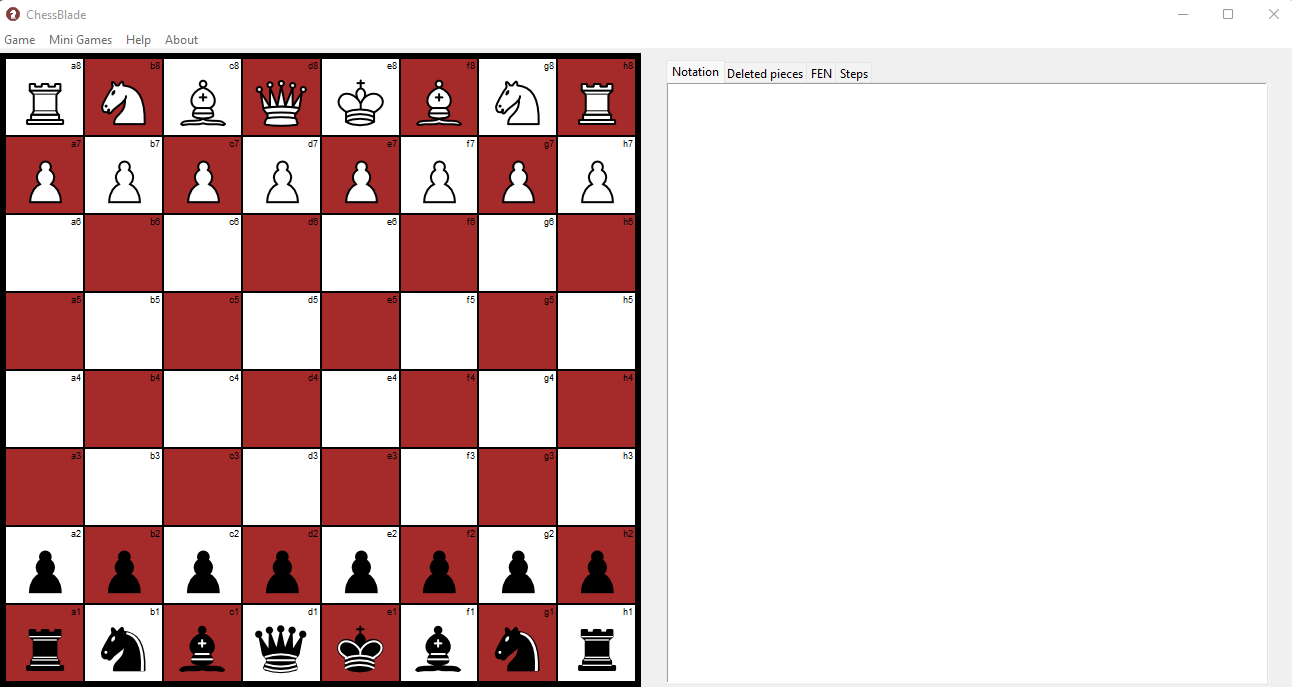 ChessBlade
Game Mini Games Help About
Notation Deleted pieces FEN Steps
a8 b8 c8 d8 e8 f8 g8 h8
a7 b7 c7 d7 e7 f7 g7 h7
a6 b6 c6 d6 e6 f6 g6 h6
a5 b5 c5 d5 e5 f5 g5 h5
a4 b4 c4 d4 e4 f4 g4 h4
a3 b3 c3 d3 e3 f3 g3 h3
a2 b2 c2 d2 e2 f2 g2 h2
a1 b1 c1 d1 e1 f1 g1 h1